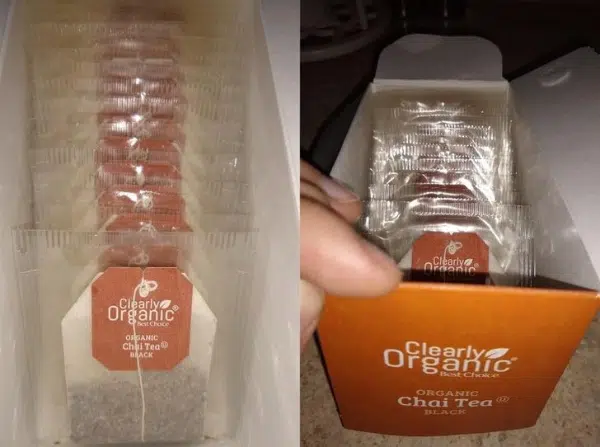 Clearly
Organic®
Best Choice
ORGANIC
Chai Tea Ⓤ
BLACK
Clearly
Organic
Clearly
Organic®
Best Choice
ORGANIC
Chai Tea Ⓤ
BLACK